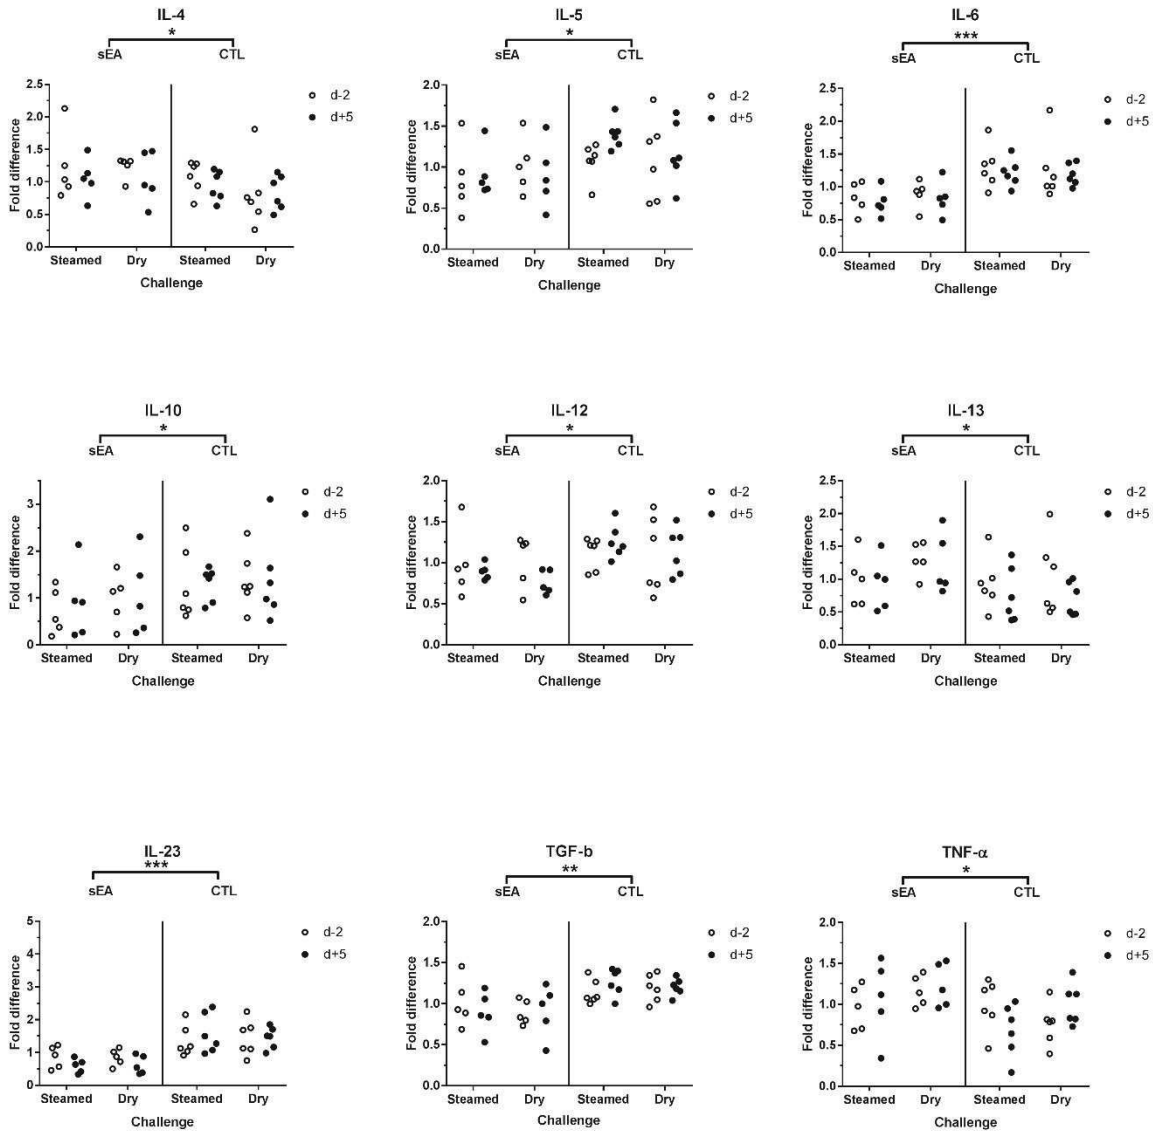 IL-4
*
sEA CTL
2.5
2.0
1.5
1.0
0.5
0.0
Fold difference
Steamed Dry
Challenge
d-2
d+5
IL-5
*
sEA CTL
2.0
1.5
1.0
0.5
0.0
Fold difference
Steamed Dry Steamed Dry
Challenge
d-2
d+5
IL-6
***
sEA CTL
2.5
2.0
1.5
1.0
0.5
0.0
Fold difference
Steamed Dry Steamed Dry
Challenge
d-2
d+5
IL-10
*
sEA CTL
3
2
1
0
Fold difference
Steamed Dry Steamed Dry
Challenge
d-2
d+5
IL-12
*
sEA CTL
2.0
1.5
1.0
0.5
0.0
Fold difference
Steamed Dry Steamed Dry
Challenge
d-2
d+5
IL-13
*
sEA CTL
2.5
2.0
1.5
1.0
0.5
0.0
Fold difference
Steamed Dry Steamed Dry
Challenge
d-2
d+5
IL-23
***
sEA CTL
5
4
3
2
1
0
Fold difference
Steamed Dry Steamed Dry
Challenge
d-2
d+5
TGF-b
**
sEA CTL
2.0
1.5
1.0
0.5
0.0
Fold difference
Steamed Dry Steamed Dry
Challenge
d-2
d+5
TNF-α
*
sEA CTL
2.0
1.5
1.0
0.5
0.0
Fold difference
Steamed Dry Steamed Dry
Challenge
d-2
d+5